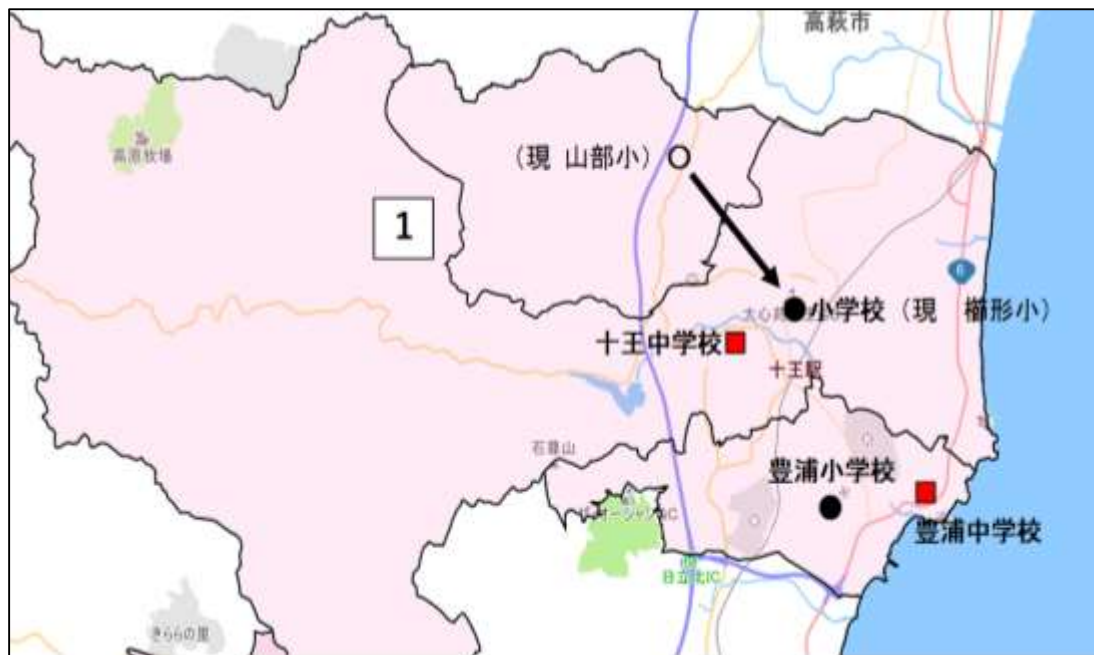 高萩市
高原牧場
（現 山部小）
1
6
小学校（現 櫛形小）
十王中学校
十王駅
石尊山
豊浦小学校
豊浦中学校
日立北IC
きららの里